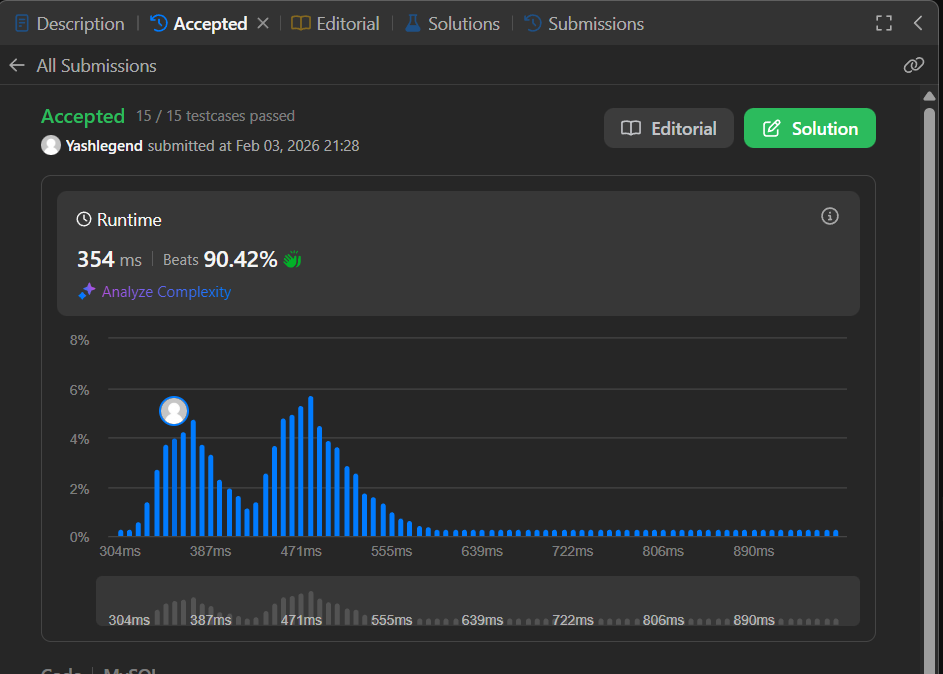 Description Accepted Editorial Solutions Submissions
All Submissions
Accepted 15 / 15 testcases passed
Yashlegend submitted at Feb 03, 2026 21:28
Editorial
Solution
Runtime
354 ms Beats 90.42%
Analyze Complexity
8%
6%
4%
2%
0%
304ms 387ms 471ms 555ms 639ms 722ms 806ms 890ms
304ms 387ms 471ms 555ms 639ms 722ms 806ms 890ms
Code MySQL